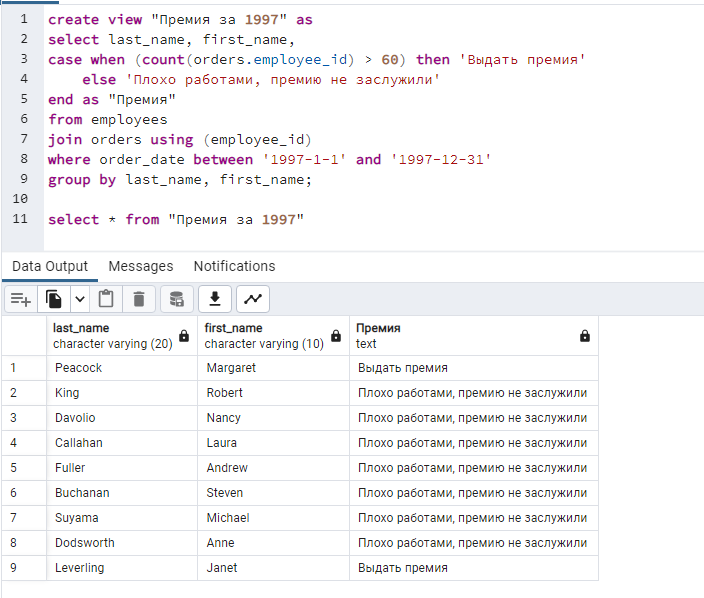 1 create view "Премия за 1997" as
2 select last_name, first_name,
3 case when (count(orders.employee_id) > 60) then 'Выдать премия'
4 else 'Плохо работами, премию не заслужили'
5 end as "Премия"
6 from employees
7 join orders using (employee_id)
8 where order_date between '1997-1-1' and '1997-12-31'
9 group by last_name, first_name;
10
11 select * from "Премия за 1997"
Data Output Messages Notifications
last_name first_name Премия
character varying (20) character varying (10) text
1 Peacock Margaret Выдать премия
2 King Robert Плохо работами, премию не заслужили
3 Davolio Nancy Плохо работами, премию не заслужили
4 Callahan Laura Плохо работами, премию не заслужили
5 Fuller Andrew Плохо работами, премию не заслужили
6 Buchanan Steven Плохо работами, премию не заслужили
7 Suyama Michael Плохо работами, премию не заслужили
8 Dodsworth Anne Плохо работами, премию не заслужили
9 Leverling Janet Выдать премия